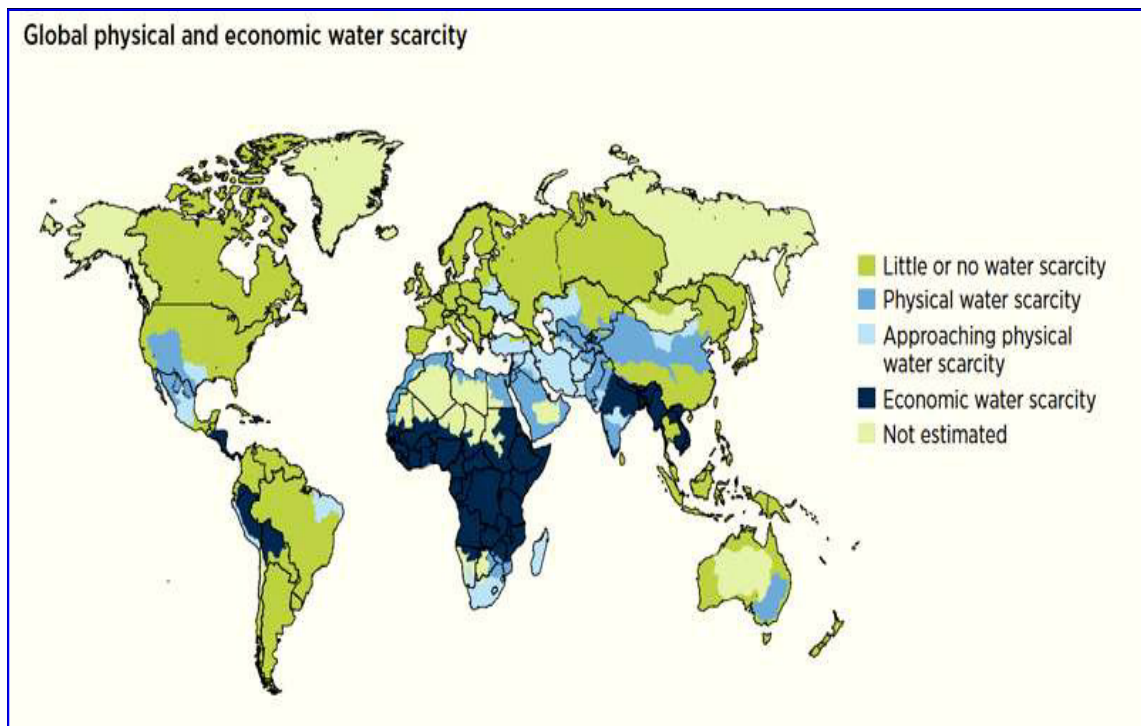 Global physical and economic water scarcity
Little or no water scarcity
Physical water scarcity
Approaching physical
water scarcity
Economic water scarcity
Not estimated